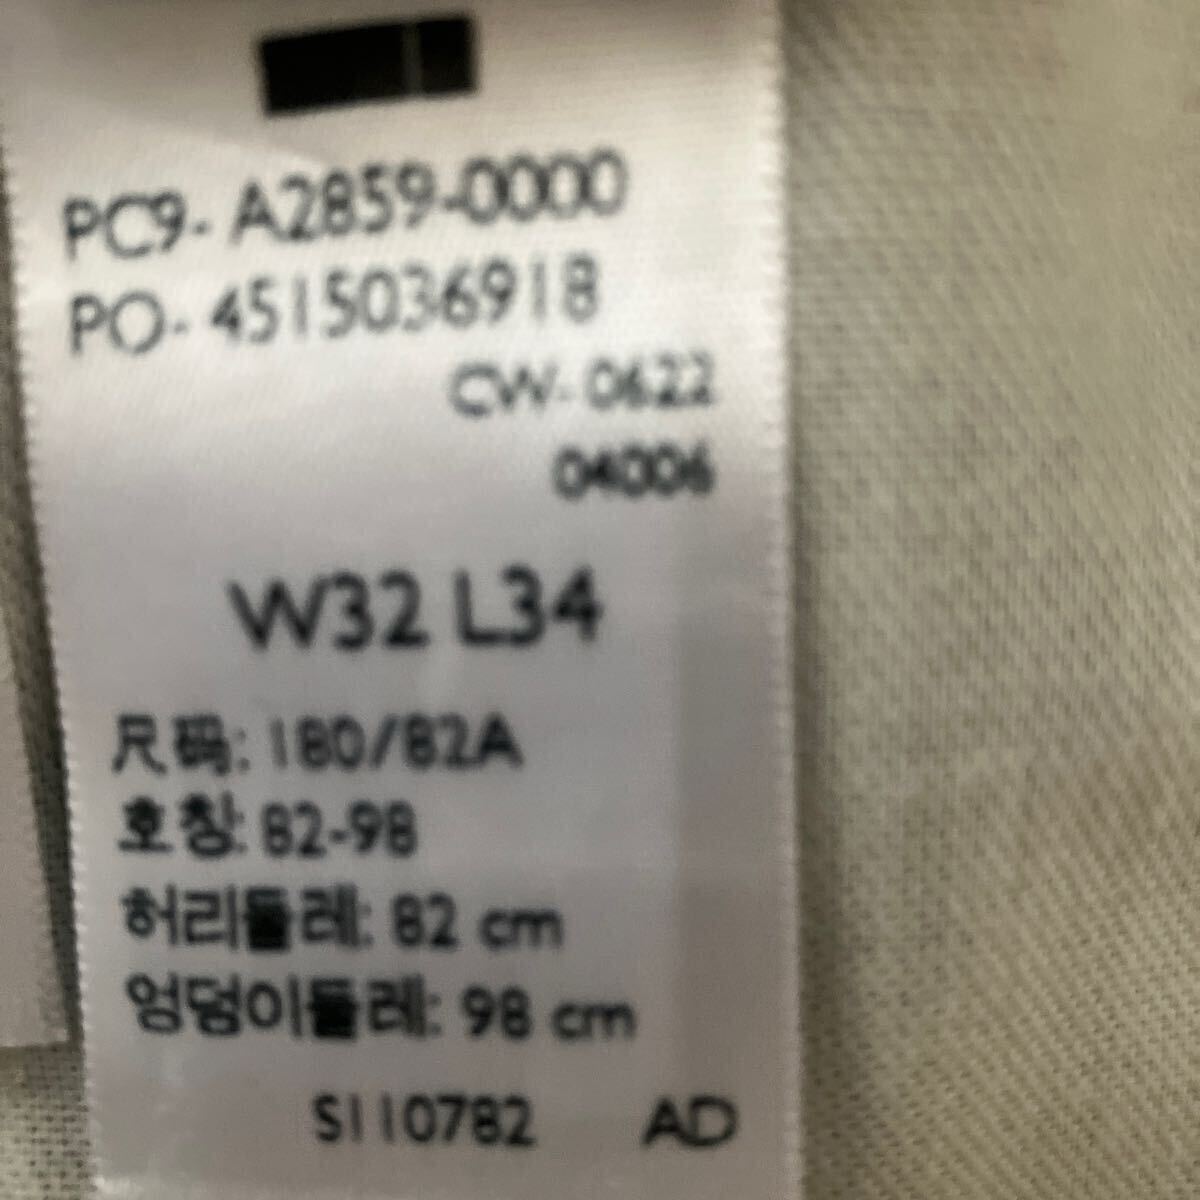 PC9- A2859-0000
PO- 4515036918
CW- 0622
04006
W32 L34
尺码: 180/82A
호칭: 82-98
허리둘레: 82 cm
엉덩이둘레: 98 cm
S110782 AD